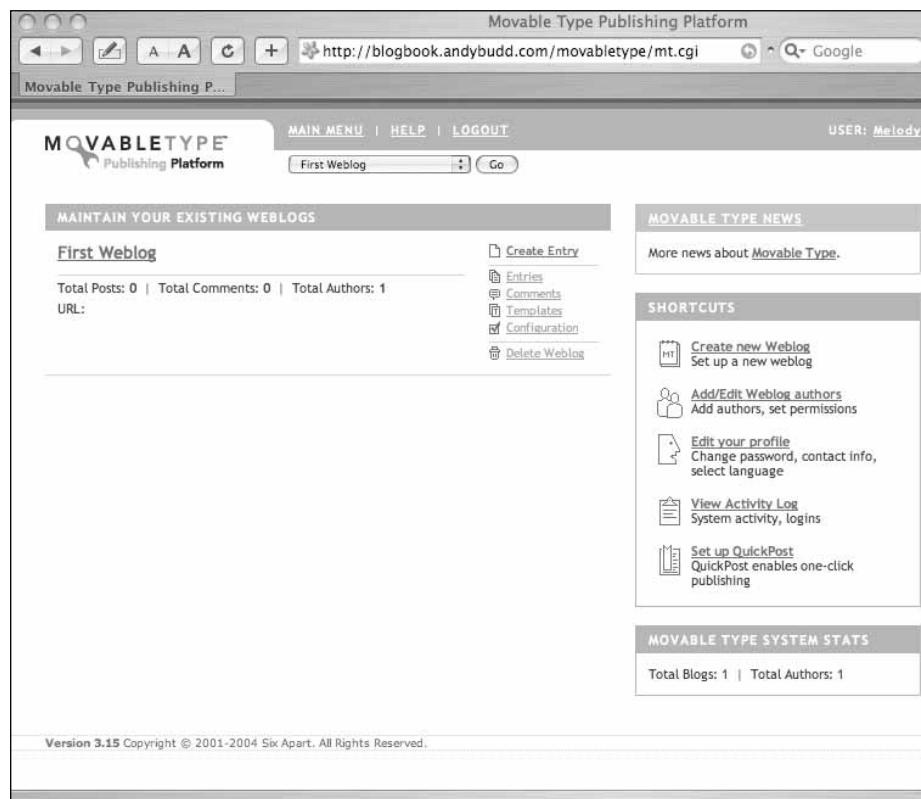 Movable Type Publishing Platform
A A C + http://blogbook.andybudd.com/movabletype/mt.cgi Q Google
Movable Type Publishing P...
MOVABLETYPE
Publishing Platform
MAIN MENU | HELP | LOGOUT
USER: Melody
First Weblog Go
MAINTAIN YOUR EXISTING WEBLOGS
First Weblog
Total Posts: 0 | Total Comments: 0 | Total Authors: 1
URL:
Create Entry
Entries
Comments
Templates
Configuration
Delete Weblog
MOVABLE TYPE NEWS
More news about Movable Type.
SHORTCUTS
MT
Create new Weblog
Set up a new weblog
Add/Edit Weblog authors
Add authors, set permissions
Edit your profile
Change password, contact info,
select language
View Activity Log
System activity, logins
Set up QuickPost
QuickPost enables one-click
publishing
MOVABLE TYPE SYSTEM STATS
Total Blogs: 1 | Total Authors: 1
Version 3.15 Copyright © 2001-2004 Six Apart. All Rights Reserved.